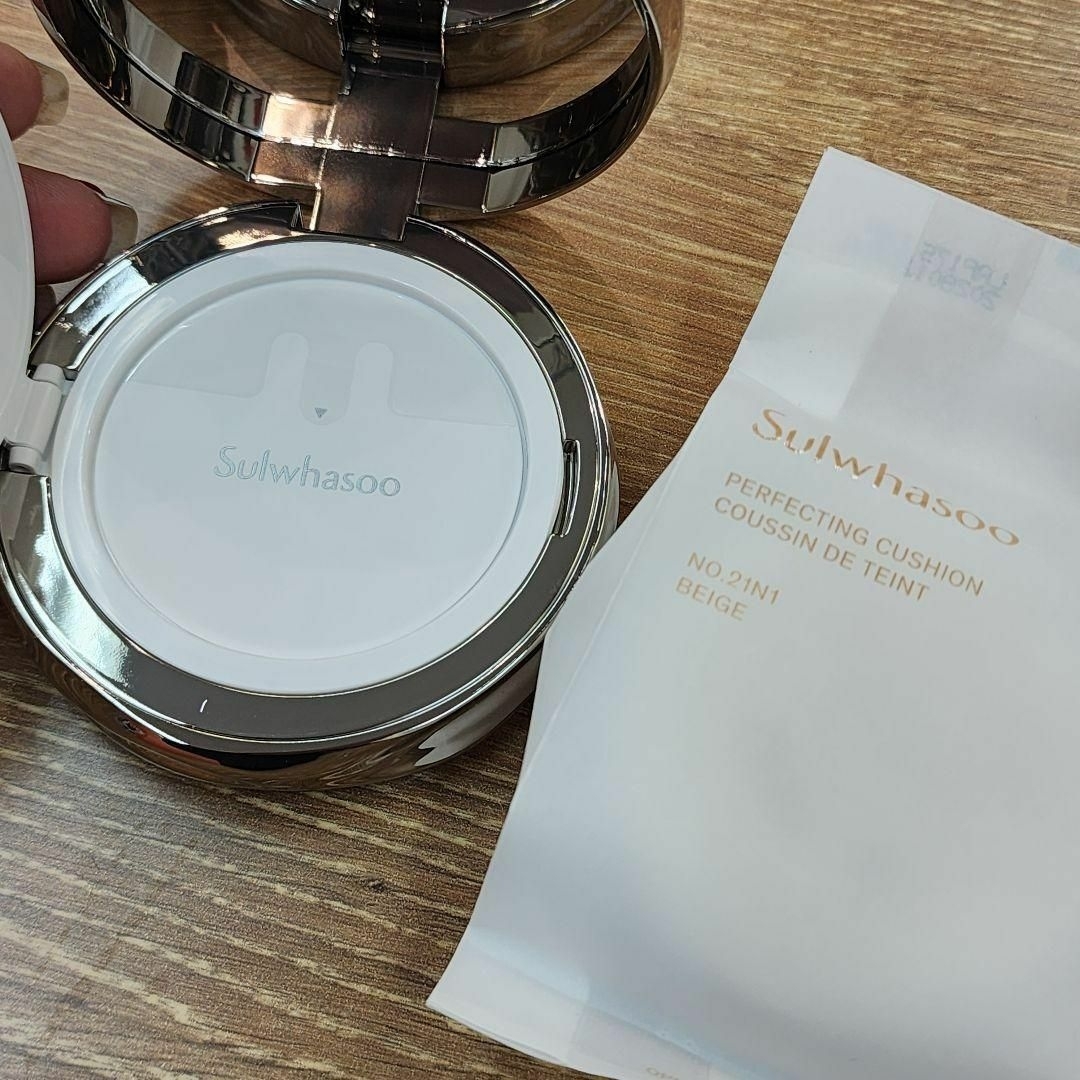 Sulwhasoo
Sulwhasoo
PERFECTING CUSHION
COUSSIN DE TEINT
NO.21N1
BEIGE